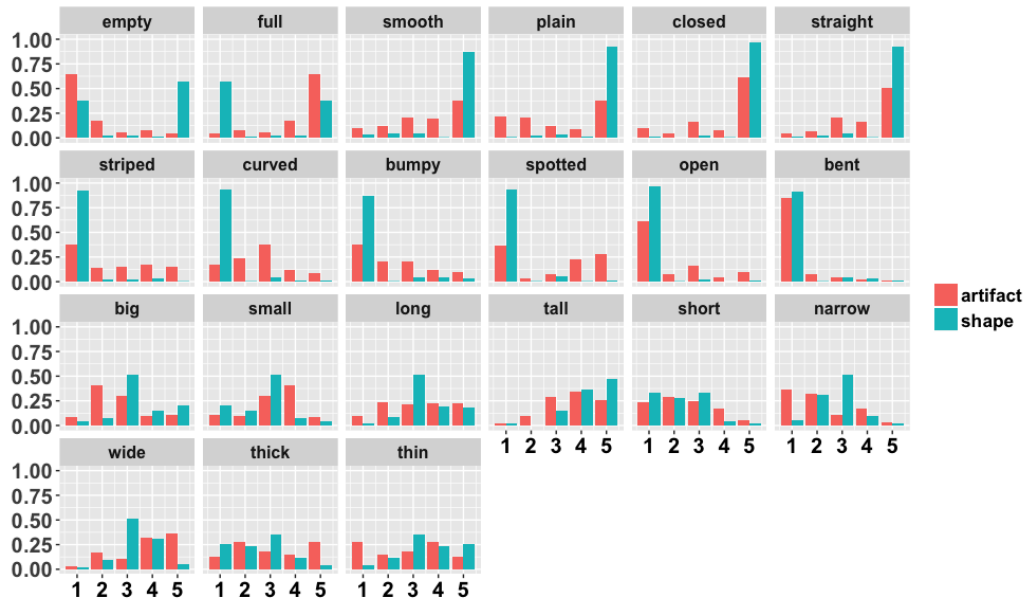 empty full smooth plain closed straight
1.00
0.75
0.50
0.25
0.00
striped curved bumpy spotted open bent
1.00
0.75
0.50
0.25
0.00
artifact
shape
big small long tall short narrow
1.00
0.75
0.50
0.25
0.00
1 2 3 4 5 1 2 3 4 5 1 2 3 4 5
wide thick thin
1.00
0.75
0.50
0.25
0.00
1 2 3 4 5 1 2 3 4 5 1 2 3 4 5